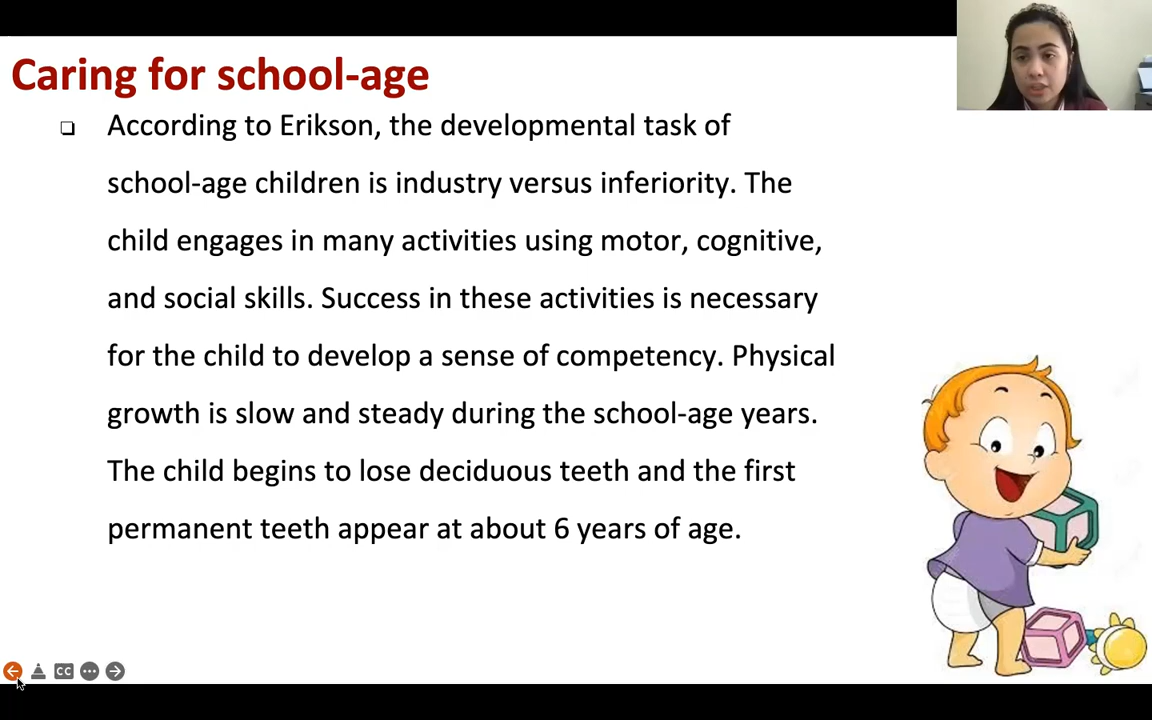 Caring for school-age
❑ According to Erikson, the developmental task of
school-age children is industry versus inferiority. The
child engages in many activities using motor, cognitive,
and social skills. Success in these activities is necessary
for the child to develop a sense of competency. Physical
growth is slow and steady during the school-age years.
The child begins to lose deciduous teeth and the first
permanent teeth appear at about 6 years of age.
CC